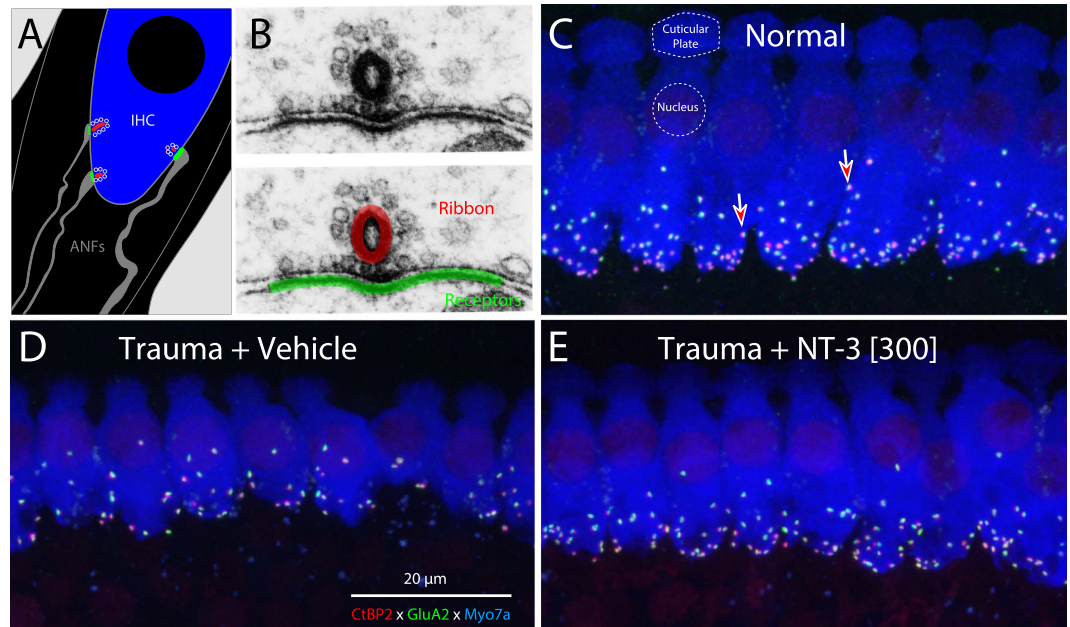 A
IHC
ANFs
B
Ribbon
Receptors
C
Normal
Cuticular
Plate
Nucleus
D
Trauma + Vehicle
20 µm
CtBP2 x GluA2 x Myo7a
E
Trauma + NT-3 [300]